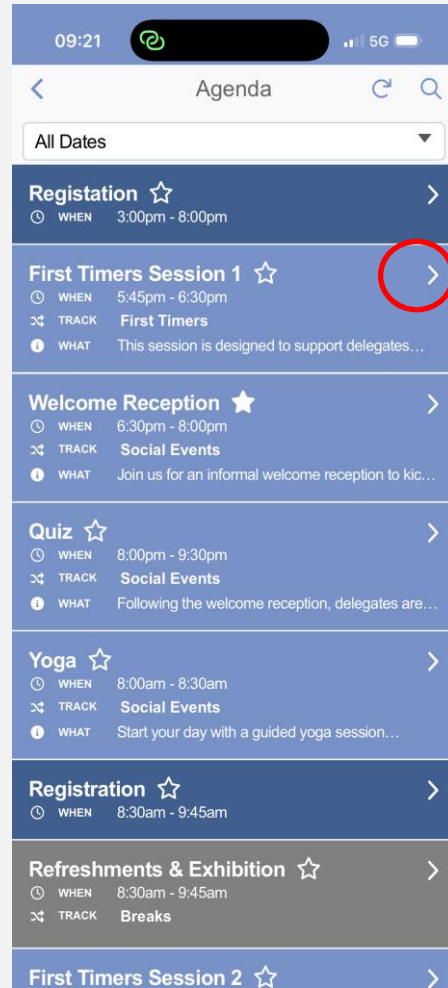 09:21 5G
Agenda
All Dates
Registation
WHEN 3:00pm - 8:00pm
First Timers Session 1
WHEN 5:45pm - 6:30pm
TRACK First Timers
WHAT This session is designed to support delegates...
Welcome Reception
WHEN 6:30pm - 8:00pm
TRACK Social Events
WHAT Join us for an informal welcome reception to kic...
Quiz
WHEN 8:00pm - 9:30pm
TRACK Social Events
WHAT Following the welcome reception, delegates are...
Yoga
WHEN 8:00am - 8:30am
TRACK Social Events
WHAT Start your day with a guided yoga session...
Registration
WHEN 8:30am - 9:45am
Refreshments & Exhibition
WHEN 8:30am - 9:45am
TRACK Breaks
First Timers Session 2